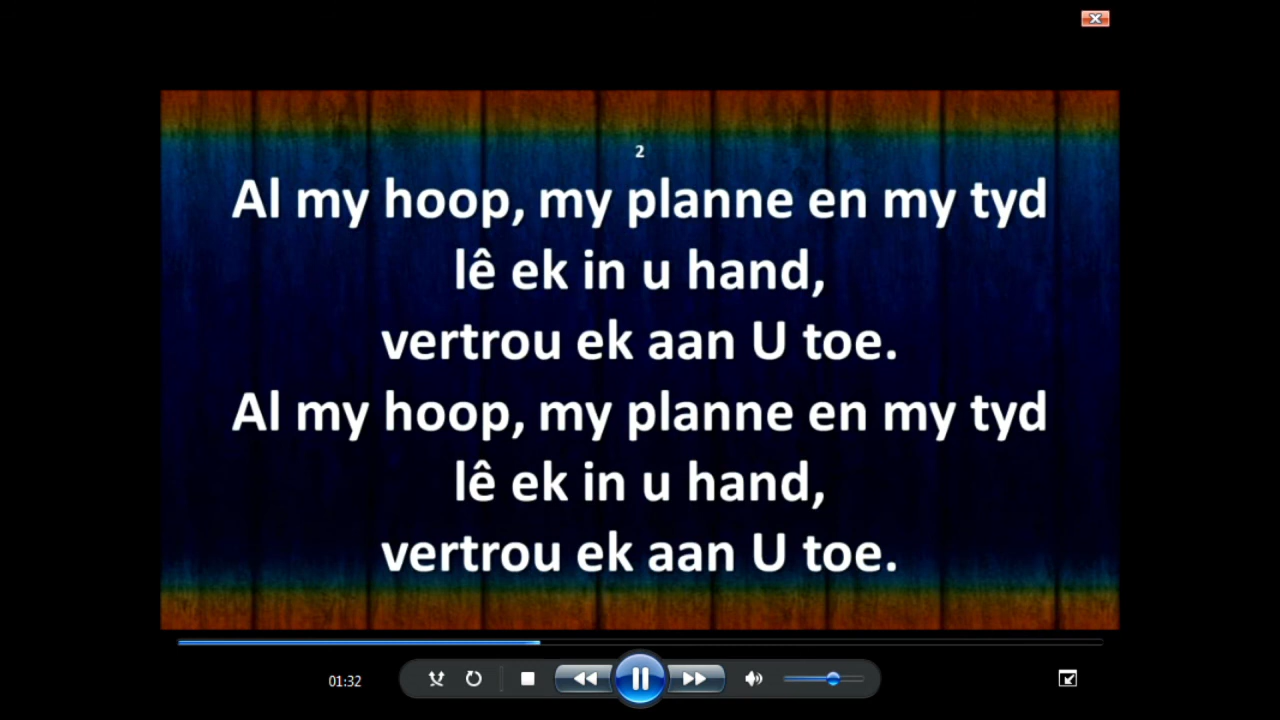 2
Al my hoop, my planne en my tyd
lê ek in u hand,
vertrou ek aan U toe.
Al my hoop, my planne en my tyd
lê ek in u hand,
vertrou ek aan U toe.
01:32